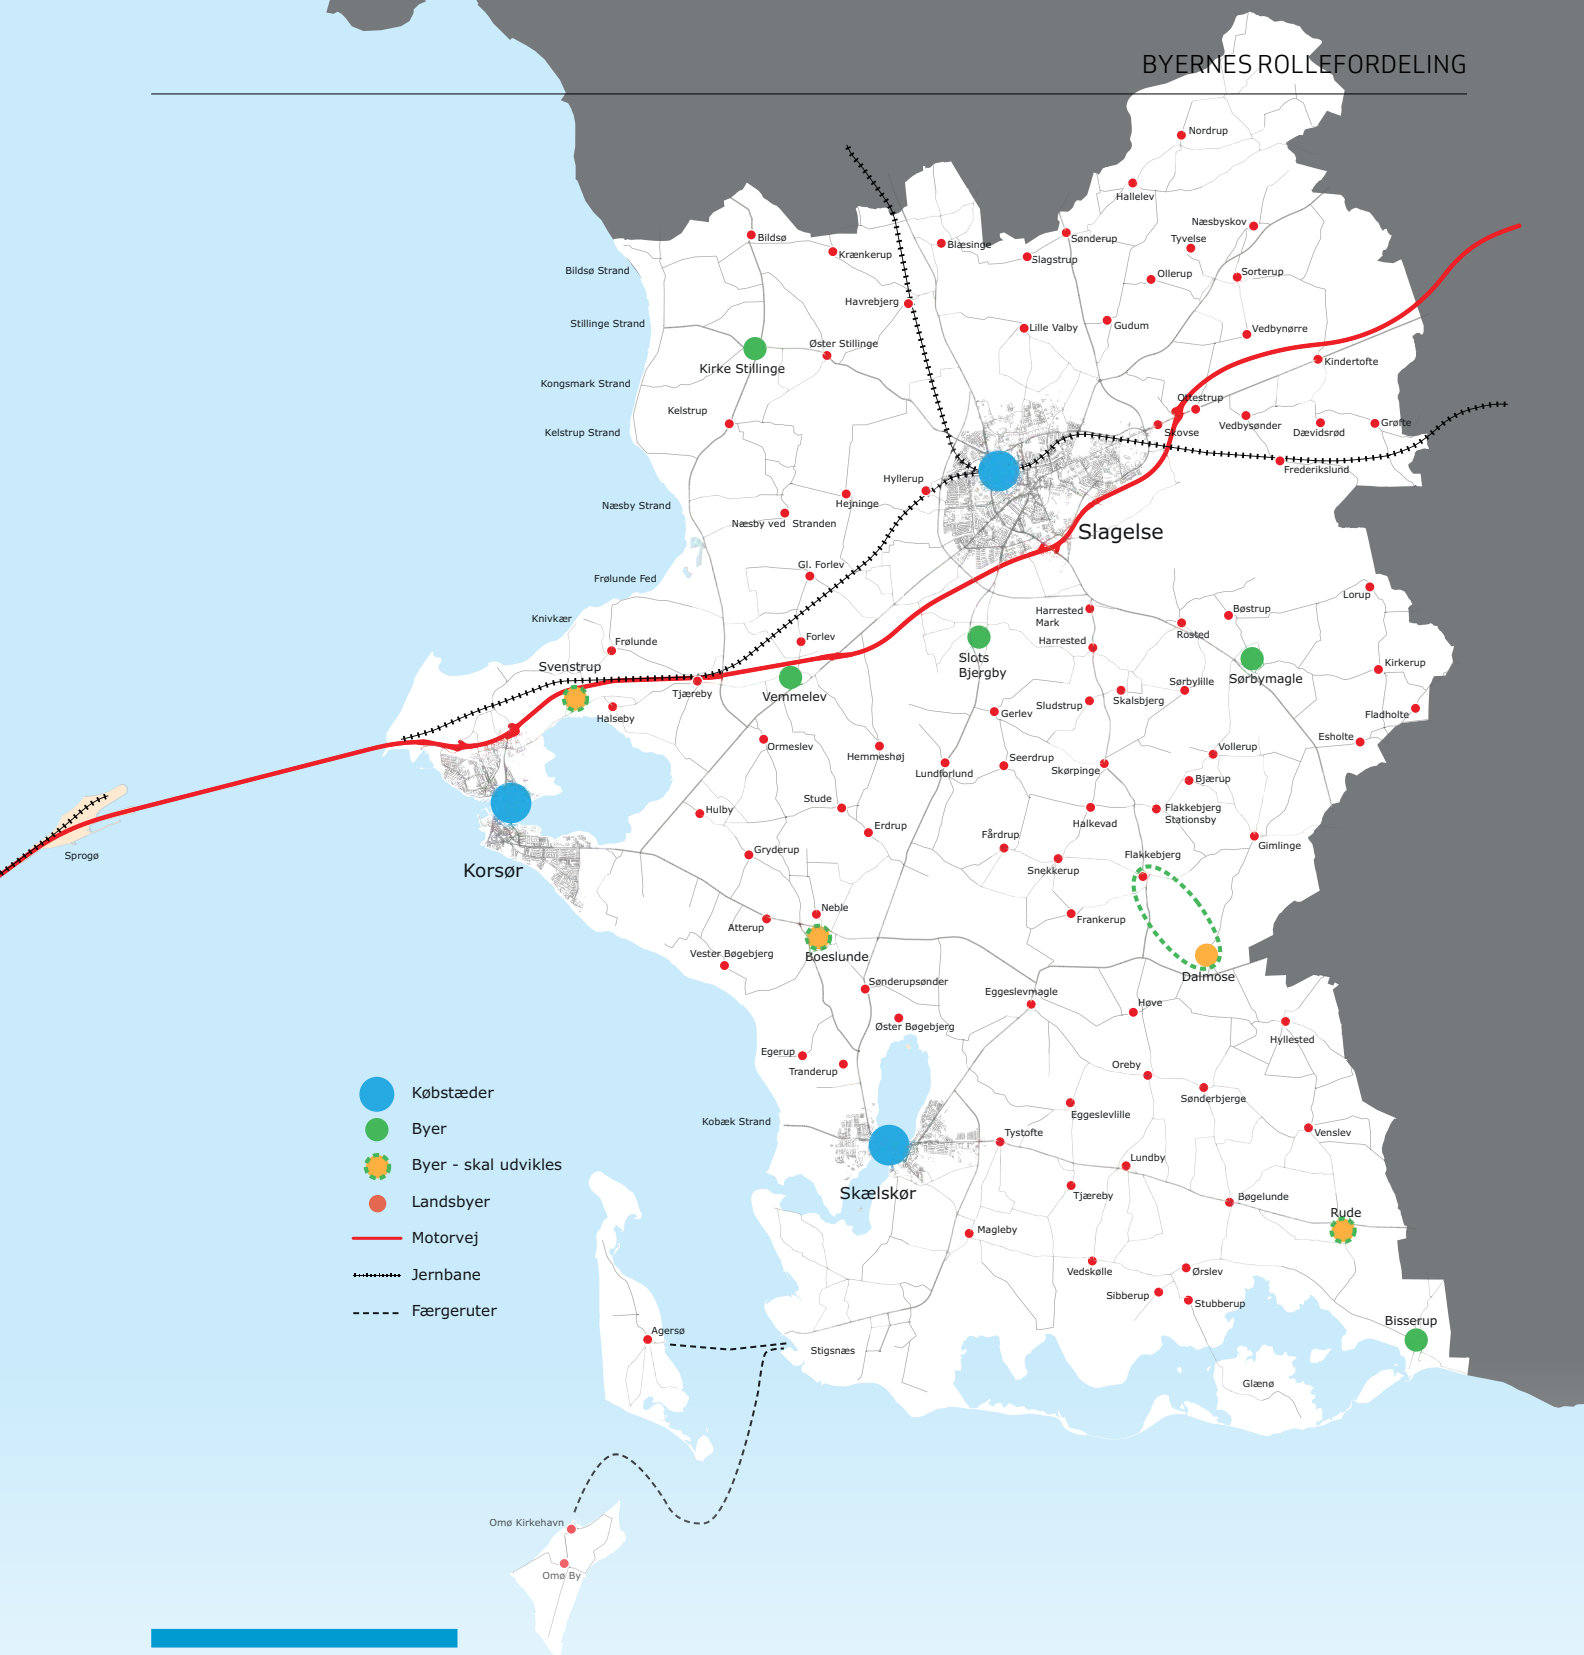 BYERNES ROLLEFORDELING
Nordrup
Hallelev
Næsbyskov
Bildsø
Krænkerup
Blæsinge
Sønderup
Slagstrup
Tyvelse
Bildsø Strand
Ollerup
Sorterup
Havrebjerg
Stillinge Strand
Lille Valby
Gudum
Vedbynørre
Øster Stillinge
Kirke Stillinge
Kindertofte
Kongsmark Strand
Ottestrup
Kelstrup
Kelstrup Strand
Skovse
Vedbysønder
Dævidsrød
Grøfte
Frederikslund
Hyllerup
Næsby Strand
Hejninge
Næsby ved Stranden
Slagelse
Gl. Forlev
Frølunde Fed
Lorup
Knivkær
Harrested
Mark
Bøstrup
Rosted
Frølunde
Forlev
Harrested
Svenstrup
Slots
Bjergby
Kirkerup
Sørbymagle
Tjæreby
Vemmelev
Sørbylille
Skalsbjerg
Sludstrup
Halseby
Gerlev
Fladholte
Esholte
Ormeslev
Hemmeshøj
Vollerup
Seerdrup
Lundforlund
Skørpinge
Bjærup
Stude
Hulby
Flakkebjerg
Stationsby
Halkevad
Erdrup
Fårdrup
Gimlinge
Sprogø
Gryderup
Flakkebjerg
Korsør
Snekkerup
Neble
Atterup
Frankerup
Boeslunde
Vester Bøgebjerg
Dalmose
Sønderupsønder
Eggeslevmagle
Høve
Øster Bøgebjerg
Hyllested
Egerup
Tranderup
Oreby
Købstæder
Sønderbjerge
Eggeslevlille
Kobæk Strand
Byer
Tystofte
Venslev
Lundby
Byer - skal udvikles
Skælskør
Tjæreby
Bøgelunde
Landsbyer
Rude
Magleby
Motorvej
Vedskølle
Ørslev
Jernbane
Sibberup
Stubberup
Færgeruter
Bisserup
Agersø
Stigsnæs
Glænø
Omø Kirkehavn
Omø By